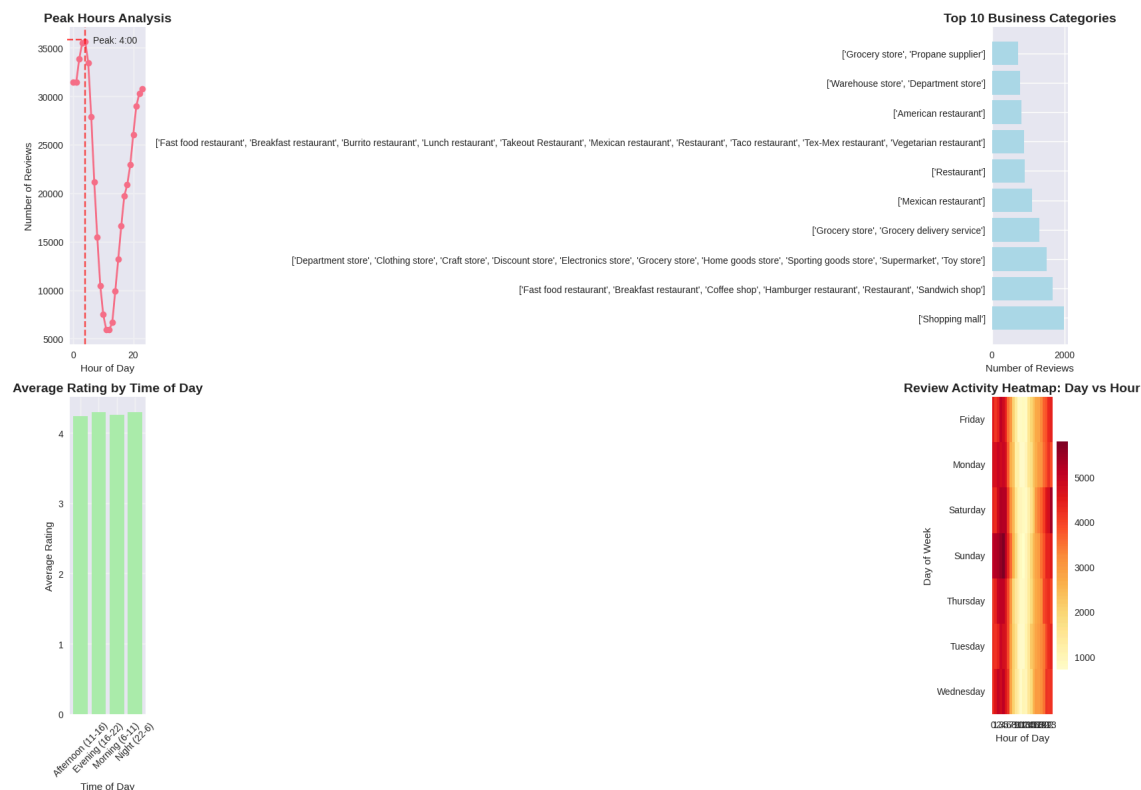 Peak Hours Analysis
35000
30000
25000
20000
15000
10000
5000
Number of Reviews
Peak: 4:00
0 20
Hour of Day
Top 10 Business Categories
['Grocery store', 'Propane supplier']
['Warehouse store', 'Department store']
['American restaurant']
['Fast food restaurant', 'Breakfast restaurant', 'Burrito restaurant', 'Lunch restaurant', 'Takeout Restaurant', 'Mexican restaurant', 'Restaurant', 'Taco restaurant', 'Tex-Mex restaurant', 'Vegetarian restaurant']
['Restaurant']
['Mexican restaurant']
['Grocery store', 'Grocery delivery service']
['Department store', 'Clothing store', 'Craft store', 'Discount store', 'Electronics store', 'Grocery store', 'Home goods store', 'Sporting goods store', 'Supermarket', 'Toy store']
['Fast food restaurant', 'Breakfast restaurant', 'Coffee shop', 'Hamburger restaurant', 'Restaurant', 'Sandwich shop']
['Shopping mall']
0 2000
Number of Reviews
Average Rating by Time of Day
4
3
2
1
0
Average Rating
Afternoon (11-16)
Evening (16-22)
Morning (6-11)
Night (22-6)
Time of Day
Review Activity Heatmap: Day vs Hour
Friday
Monday
Saturday
Sunday
Thursday
Tuesday
Wednesday
Day of Week
Hour of Day
5000
4000
3000
2000
1000